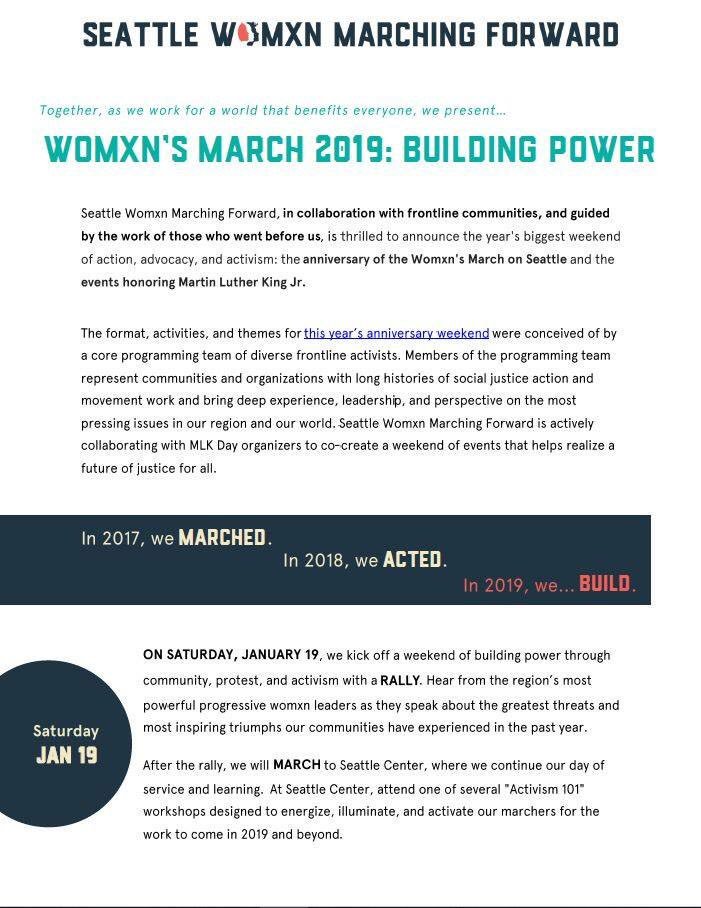 SEATTLE WOMXN MARCHING FORWARD
Together, as we work for a world that benefits everyone, we present...
WOMXN'S MARCH 2019: BUILDING POWER
Seattle Womxn Marching Forward, in collaboration with frontline communities, and guided
by the work of those who went before us, is thrilled to announce the year's biggest weekend
of action, advocacy, and activism: the anniversary of the Womxn's March on Seattle and the
events honoring Martin Luther King Jr.
The format, activities, and themes for this year's anniversary weekend were conceived of by
a core programming team of diverse frontline activists. Members of the programming team
represent communities and organizations with long histories of social justice action and
movement work and bring deep experience, leadership, and perspective on the most
pressing issues in our region and our world. Seattle Womxn Marching Forward is actively
collaborating with MLK Day organizers to co-create a weekend of events that helps realize a
future of justice for all.
In 2017, we MARCHED.
In 2018, we ACTED.
In 2019, we... BUILD.
Saturday
JAN 19
ON SATURDAY, JANUARY 19, we kick off a weekend of building power through
community, protest, and activism with a RALLY. Hear from the region's most
powerful progressive womxn leaders as they speak about the greatest threats and
most inspiring triumphs our communities have experienced in the past year.
After the rally, we will MARCH to Seattle Center, where we continue our day of
service and learning. At Seattle Center, attend one of several "Activism 101"
workshops designed to energize, illuminate, and activate our marchers for the
work to come in 2019 and beyond.